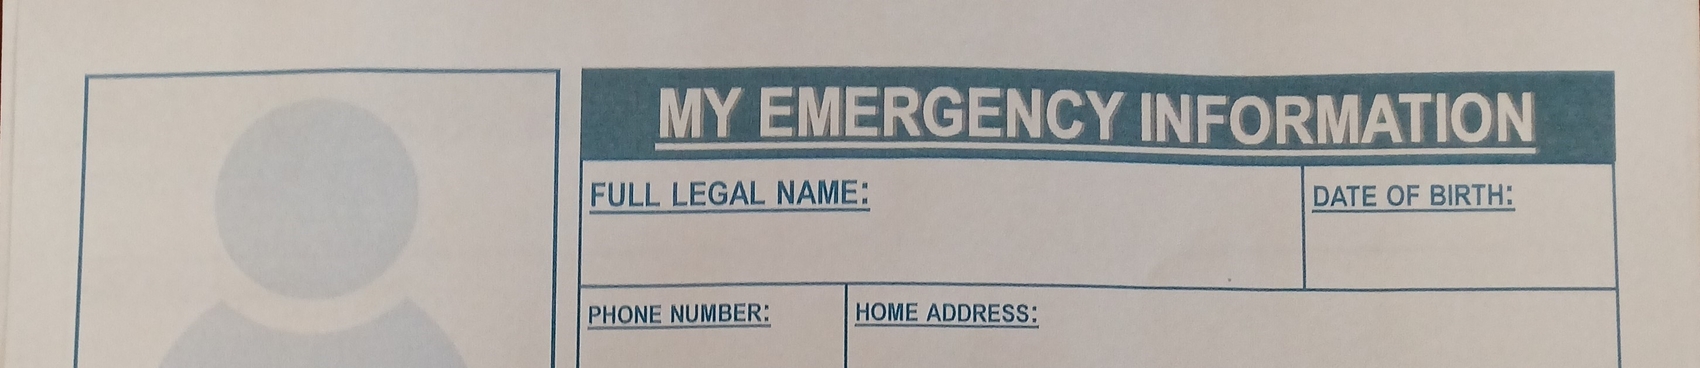 MY EMERGENCY INFORMATION
FULL LEGAL NAME:
DATE OF BIRTH:
PHONE NUMBER:
HOME ADDRESS: